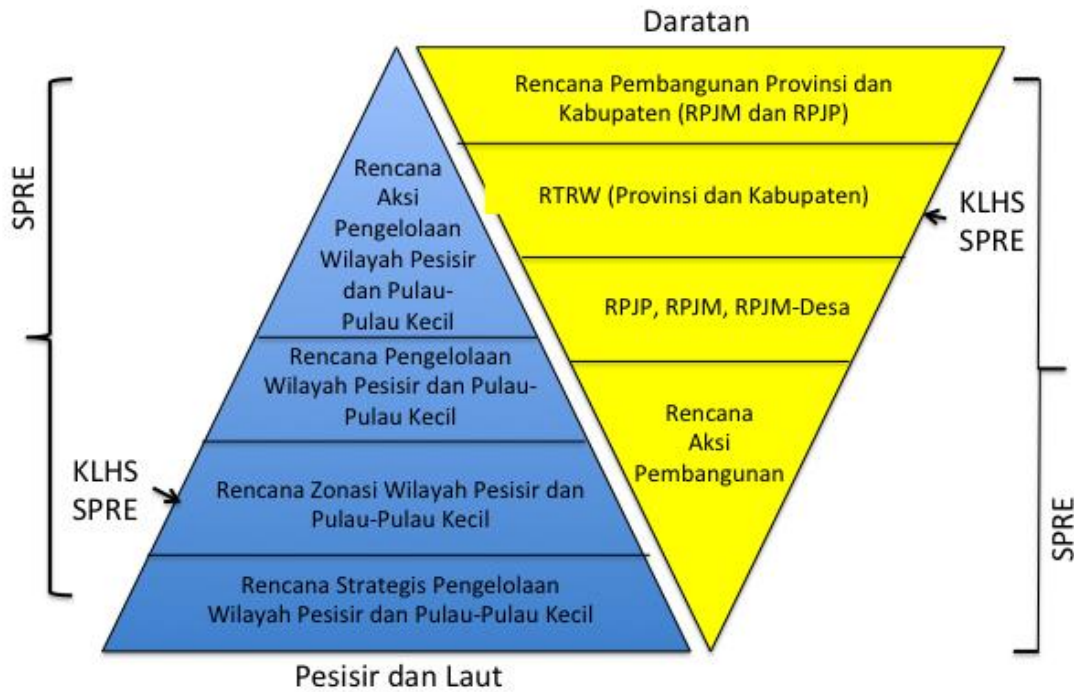 Daratan
Rencana Pembangunan Provinsi dan
Kabupaten (RPJM dan RPJP)
RTRW (Provinsi dan Kabupaten)
RPJP, RPJM, RPJM-Desa
Rencana
Aksi
Pembangunan
KLHS
SPRE
SPRE
SPRE
Rencana
Aksi
Pengelolaan
Wilayah Pesisir
dan Pulau-
Pulau Kecil
Rencana Pengelolaan
Wilayah Pesisir dan Pulau-
Pulau Kecil
KLHS
SPRE
Rencana Zonasi Wilayah Pesisir dan
Pulau-Pulau Kecil
Rencana Strategis Pengelolaan
Wilayah Pesisir dan Pulau-Pulau Kecil
Pesisir dan Laut